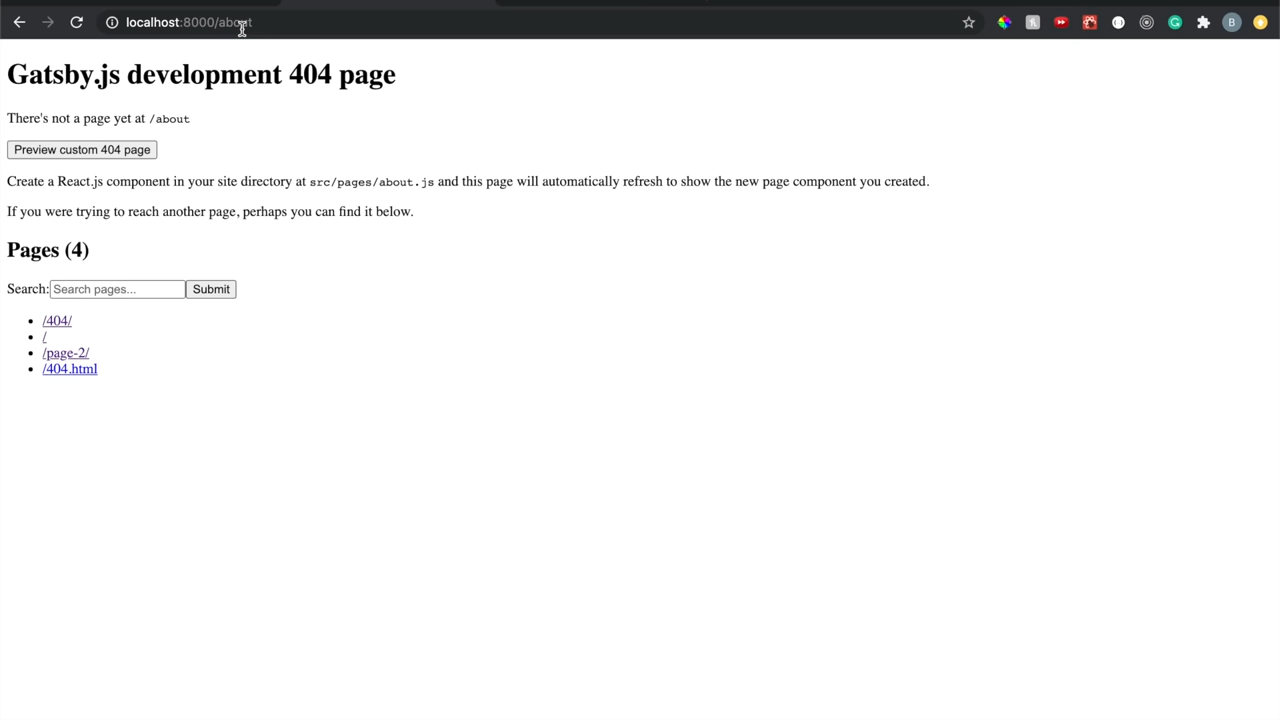 localhost:8000/about
Gatsby.js development 404 page
There's not a page yet at /about
Preview custom 404 page
Create a React.js component in your site directory at src/pages/about.js and this page will automatically refresh to show the new page component you created.
If you were trying to reach another page, perhaps you can find it below.
Pages (4)
Search: Search pages... Submit
/404/
/
/page-2/
/404.html